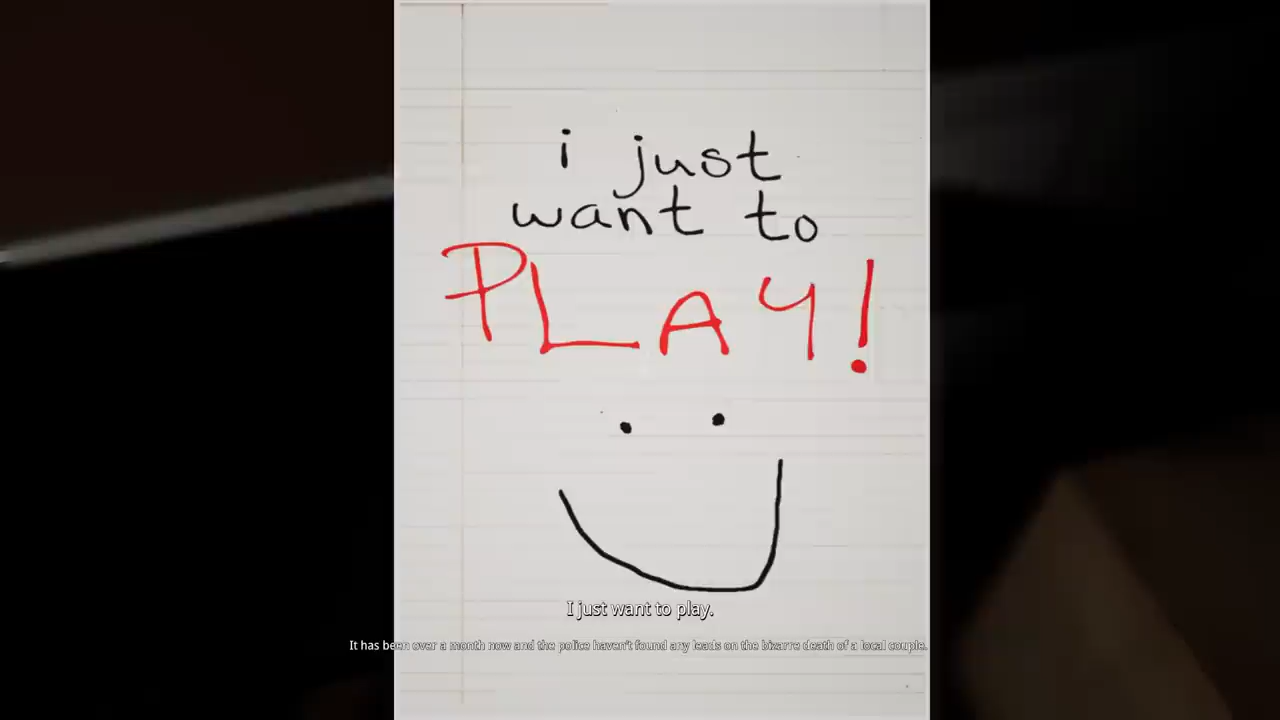 i just
want to
PLAY!
I just want to play.
It has been over a month now and the police haven't found any leads on the bizarre death of a local couple.